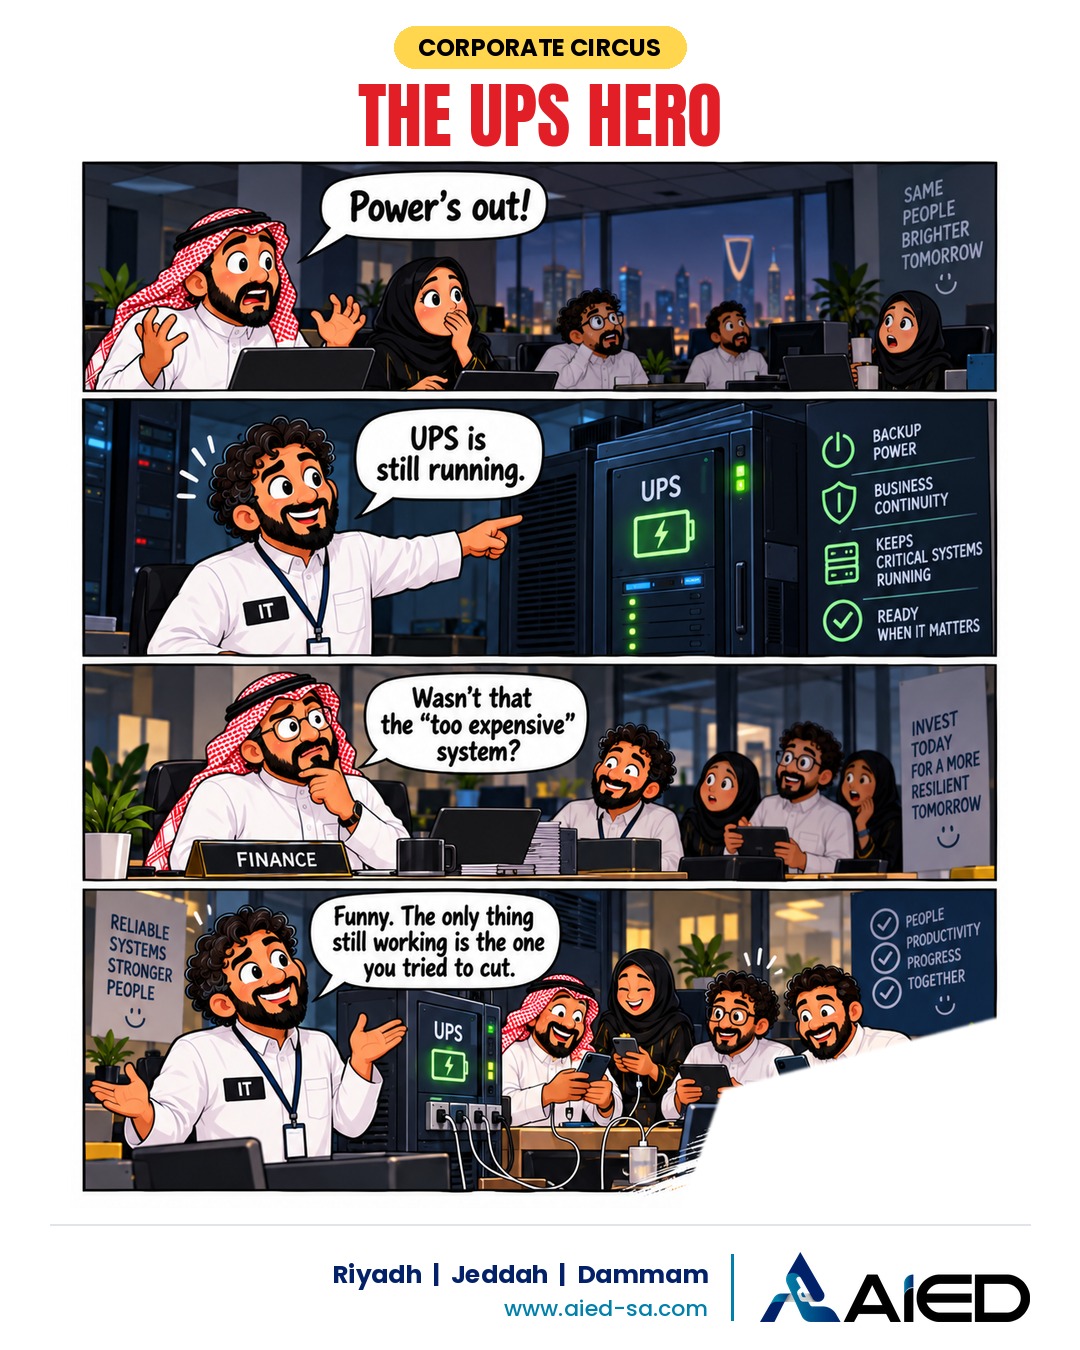 CORPORATE CIRCUS
THE UPS HERO
Power's out!
SAME
PEOPLE
BRIGHTER
TOMORROW
UPS is
still running.
IT
UPS
BACKUP
POWER
BUSINESS
CONTINUITY
KEEPS
CRITICAL SYSTEMS
RUNNING
READY
WHEN IT MATTERS
Wasn't that
the “too expensive”
system?
FINANCE
INVEST
TODAY
FOR A MORE
RESILIENT
TOMORROW
RELIABLE
SYSTEMS
STRONGER
PEOPLE
Funny. The only thing
still working is the one
you tried to cut.
IT
UPS
PEOPLE
PRODUCTIVITY
PROGRESS
TOGETHER
Riyadh | Jeddah | Dammam
www.aied-sa.com
AiED